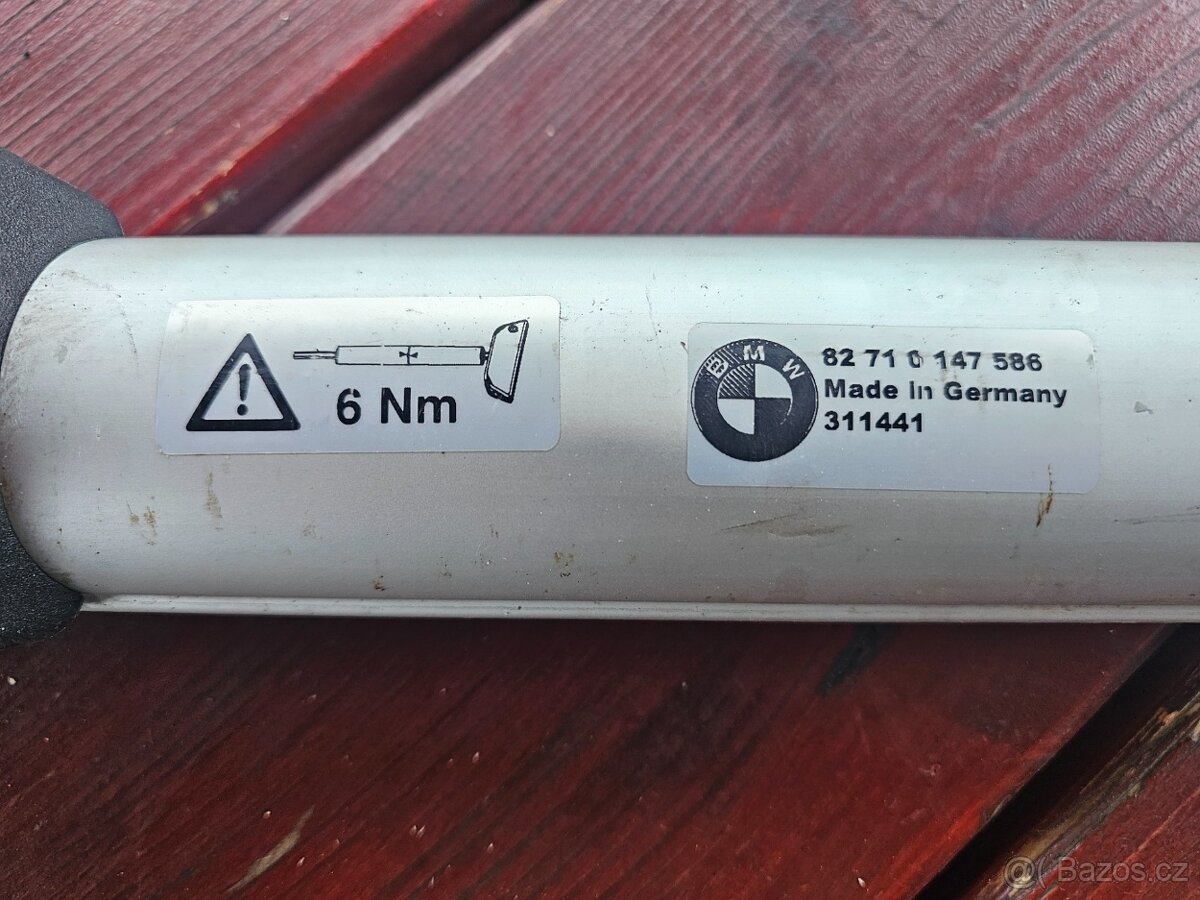 6 Nm
BMW
82 71 0 147 586
Made In Germany
311441
Bazos.cz